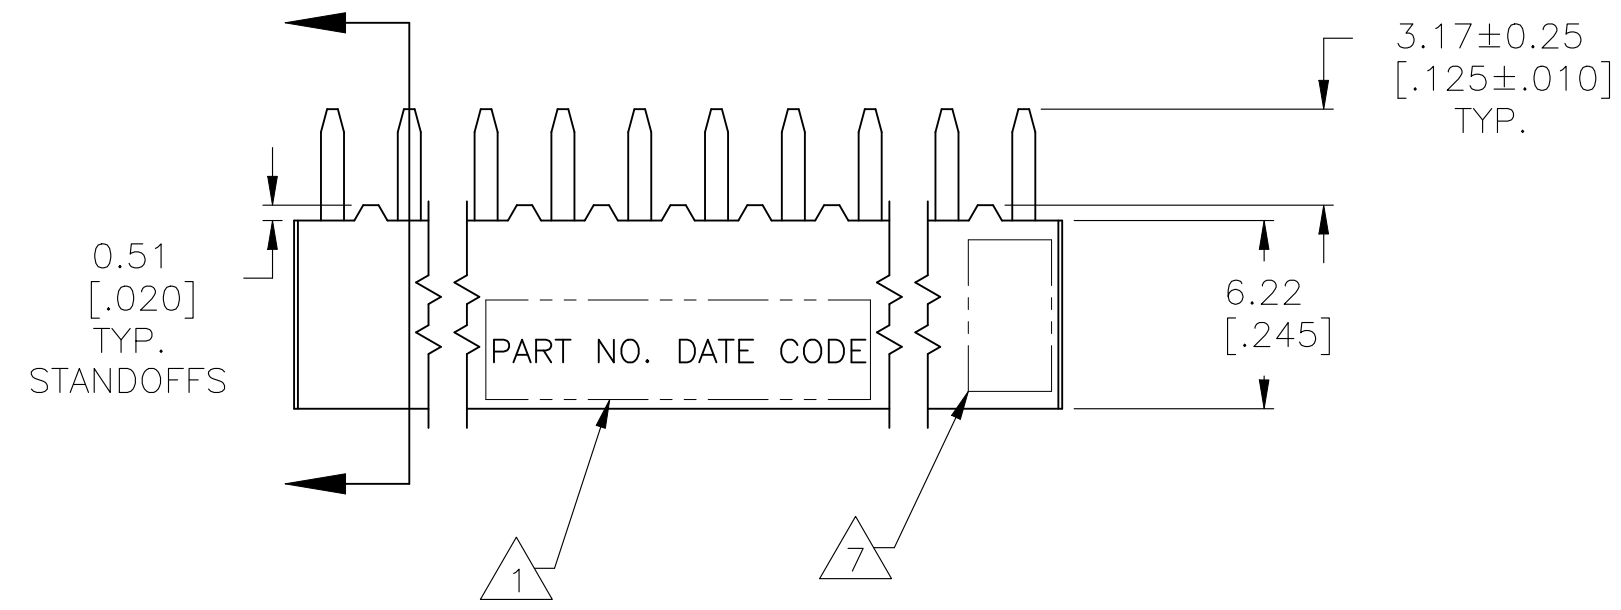 3.17±0.25
[.125±.010]
TYP.
0.51
[.020]
TYP.
STANDOFFS
6.22
[.245]
PART NO. DATE CODE
1
7